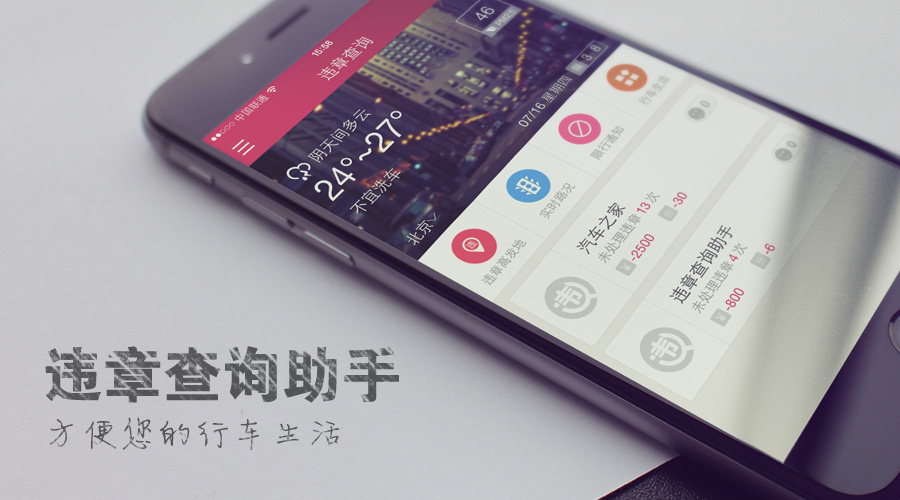 中国联通
15:58
违章查询
46
PM2.5
阴天间多云
24°~27°
不宜洗车
北京
07/16 星期四
限 3 8
违章高发地
实时路况
限行通知
行车生活
汽车之家
未处理违章 13 次
-2500
-30
0
违章查询助手
未处理违章 4 次
-800
-6
0
违章查询助手
方便您的行车生活